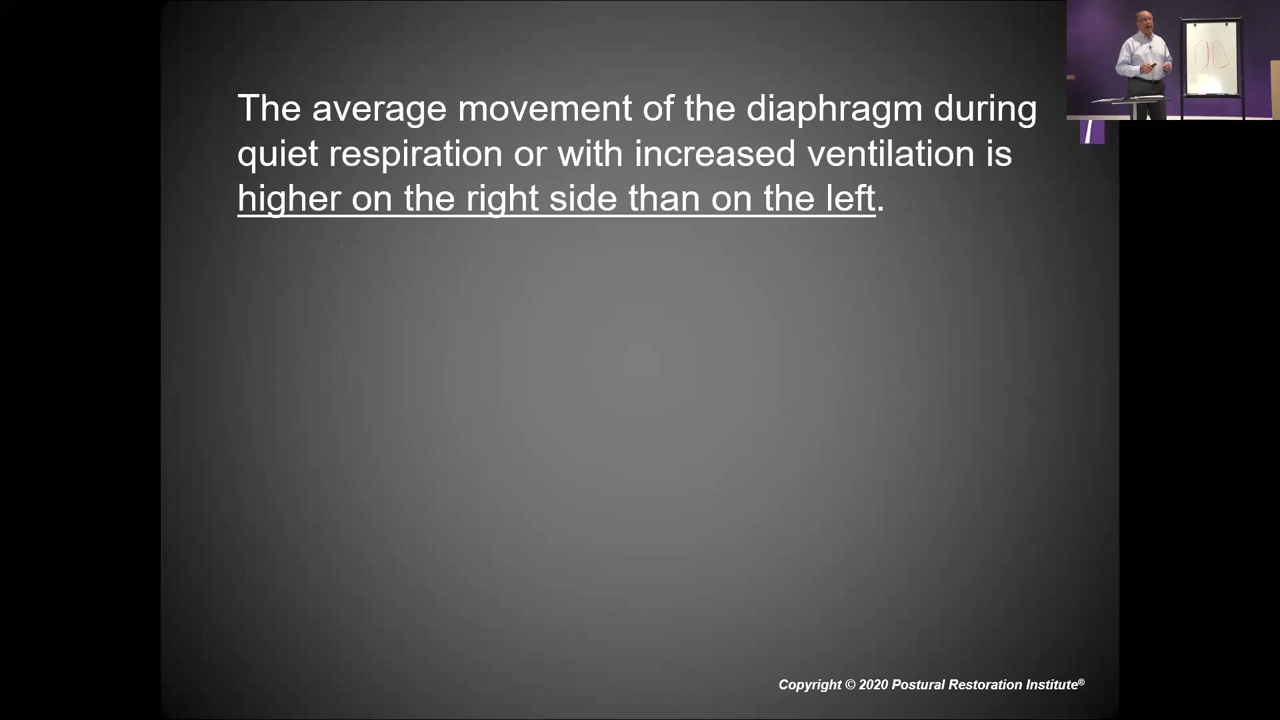 The average movement of the diaphragm during
quiet respiration or with increased ventilation is
higher on the right side than on the left.
Copyright © 2020 Postural Restoration Institute®